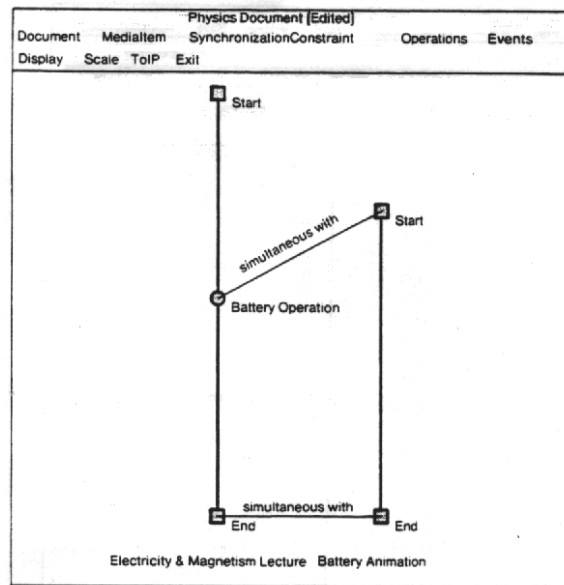 Physics Document [Edited]
Document MediaItem SynchronizationConstraint Operations Events
Display Scale ToIP Exit
Start
simultaneous with
Start
Battery Operation
simultaneous with
End End
Electricity & Magnetism Lecture Battery Animation